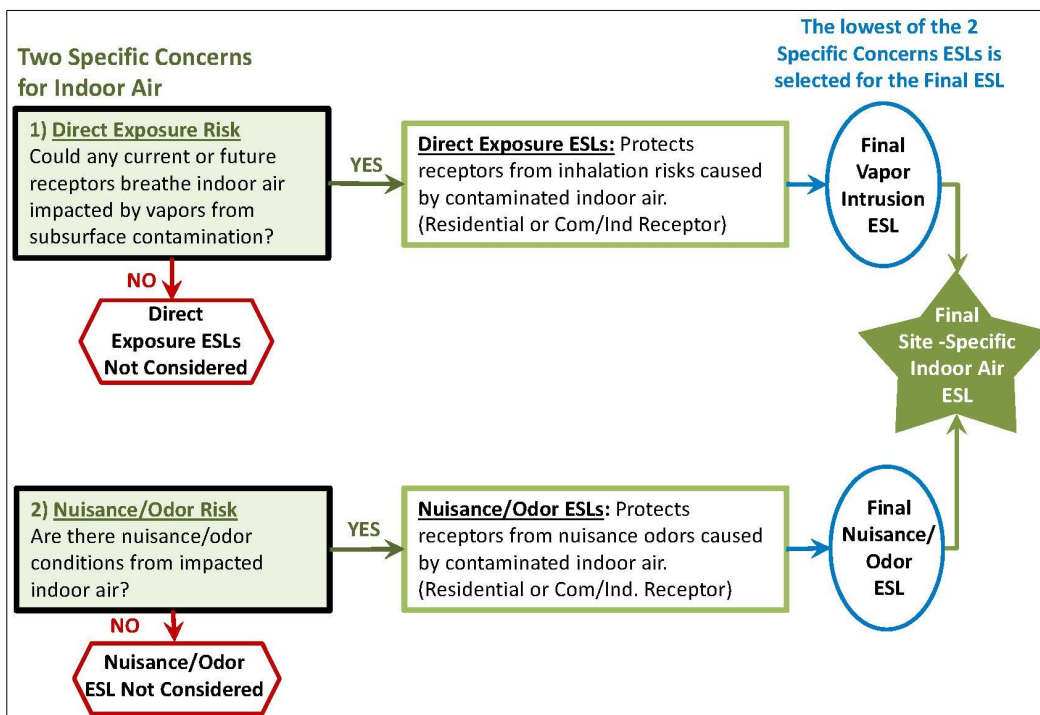 Two Specific Concerns
for Indoor Air
The lowest of the 2
Specific Concerns ESLs is
selected for the Final ESL
1) Direct Exposure Risk
Could any current or future
receptors breathe indoor air
impacted by vapors from
subsurface contamination?
YES
Direct Exposure ESLs: Protects
receptors from inhalation risks caused
by contaminated indoor air.
(Residential or Com/Ind Receptor)
Final
Vapor
Intrusion
ESL
NO
Direct
Exposure ESLs
Not Considered
Final
Site -Specific
Indoor Air
ESL
2) Nuisance/Odor Risk
Are there nuisance/odor
conditions from impacted
indoor air?
YES
Nuisance/Odor ESLs: Protects
receptors from nuisance odors caused
by contaminated indoor air.
(Residential or Com/Ind. Receptor)
Final
Nuisance/
Odor
ESL
NO
Nuisance/Odor
ESL Not Considered